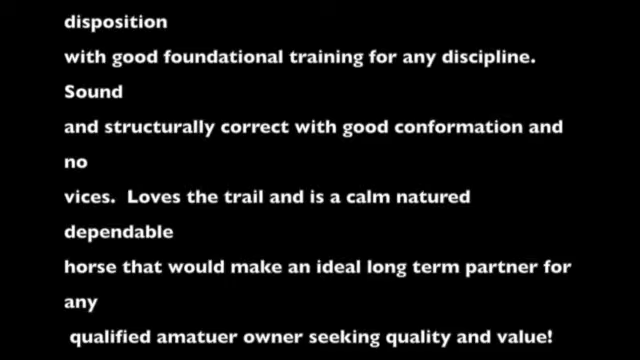 disposition
with good foundational training for any discipline.
Sound
and structurally correct with good conformation and
no
vices.  Loves the trail and is a calm natured
dependable
horse that would make an ideal long term partner for
any
qualified amatuer owner seeking quality and value!